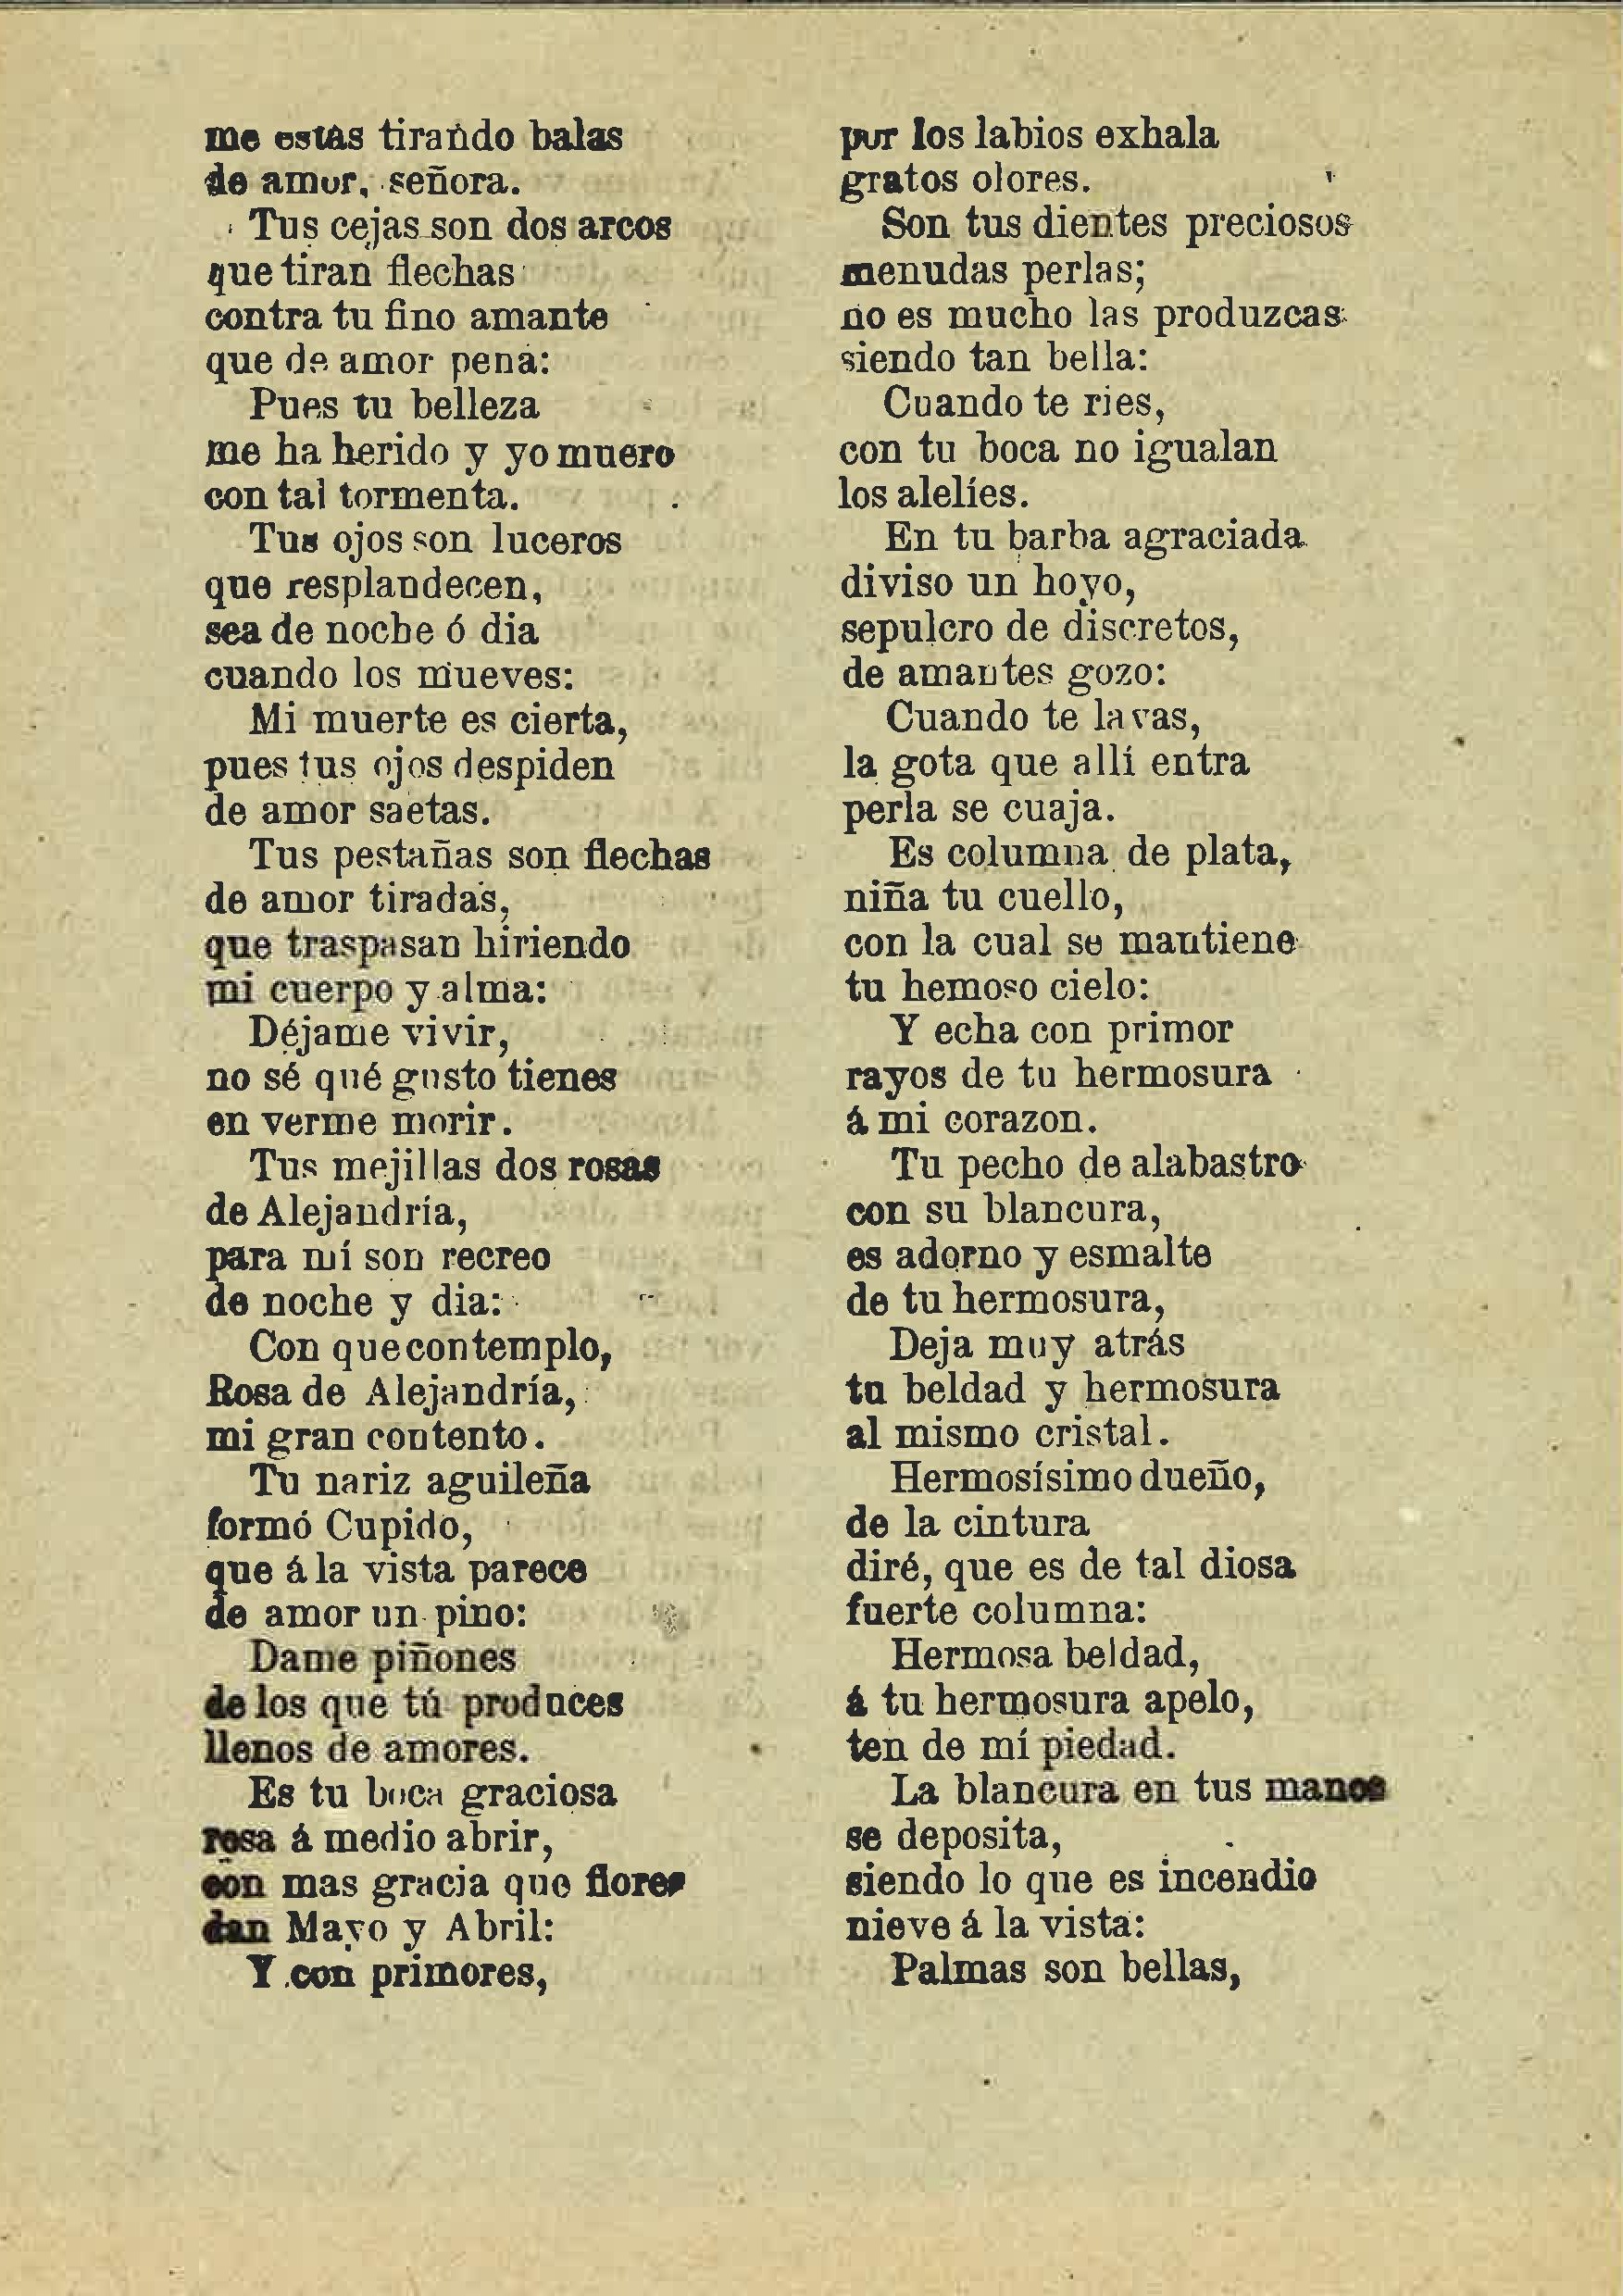 me estás tirando balas
de amor, señora.
Tus cejas son dos arcos
que tiran flechas
contra tu fino amante
que de amor pena:
Pues tu belleza
me ha herido y yo muero
con tal tormenta.
Tus ojos son luceros
que resplandecen,
sea de noche ó dia
cuando los mueves:
Mi muerte es cierta,
pues tus ojos despiden
de amor saetas.
Tus pestañas son flechas
de amor tiradas,
que traspasan hiriendo
mi cuerpo y alma:
Déjame vivir,
no sé qué gusto tienes
en verme morir.
Tus mejillas dos rosas
de Alejandría,
para mí son recreo
de noche y dia:
Con que contemplo,
Rosa de Alejandría,
mi gran contento.
Tu nariz aguileña
formó Cupido,
que á la vista parece
de amor un pino:
Dame piñones
de los que tú produces
llenos de amores.
Es tu boca graciosa
rosa á medio abrir,
con mas gracia que flores
dan Mayo y Abril:
Y con primores,
por los labios exhala
gratos olores.
Son tus dientes preciosos
menudas perlas;
no es mucho las produzcas
siendo tan bella:
Cuando te ries,
con tu boca no igualan
los alelíes.
En tu barba agraciada
diviso un hoyo,
sepulcro de discretos,
de amantes gozo:
Cuando te lavas,
la gota que allí entra
perla se cuaja.
Es columna de plata,
niña tu cuello,
con la cual se mantiene
tu hemoso cielo:
Y echa con primor
rayos de tu hermosura
á mi corazon.
Tu pecho de alabastro
con su blancura,
es adorno y esmalte
de tu hermosura,
Deja muy atrás
tu beldad y hermosura
al mismo cristal.
Hermosísimo dueño,
de la cintura
diré, que es de tal diosa
fuerte columna:
Hermosa beldad,
á tu hermosura apelo,
ten de mí piedad.
La blancura en tus manos
se deposita,
siendo lo que es incendio
nieve á la vista:
Palmas son bellas,